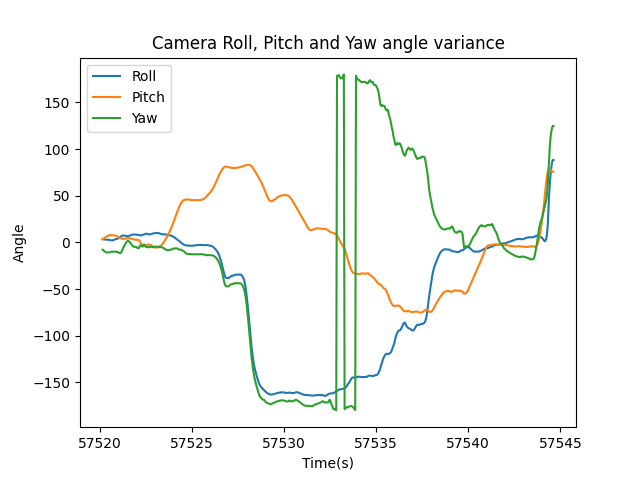 Camera Roll, Pitch and Yaw angle variance
Roll
Pitch
Yaw
150
100
50
0
−50
−100
−150
Angle
57520 57525 57530 57535 57540 57545
Time(s)